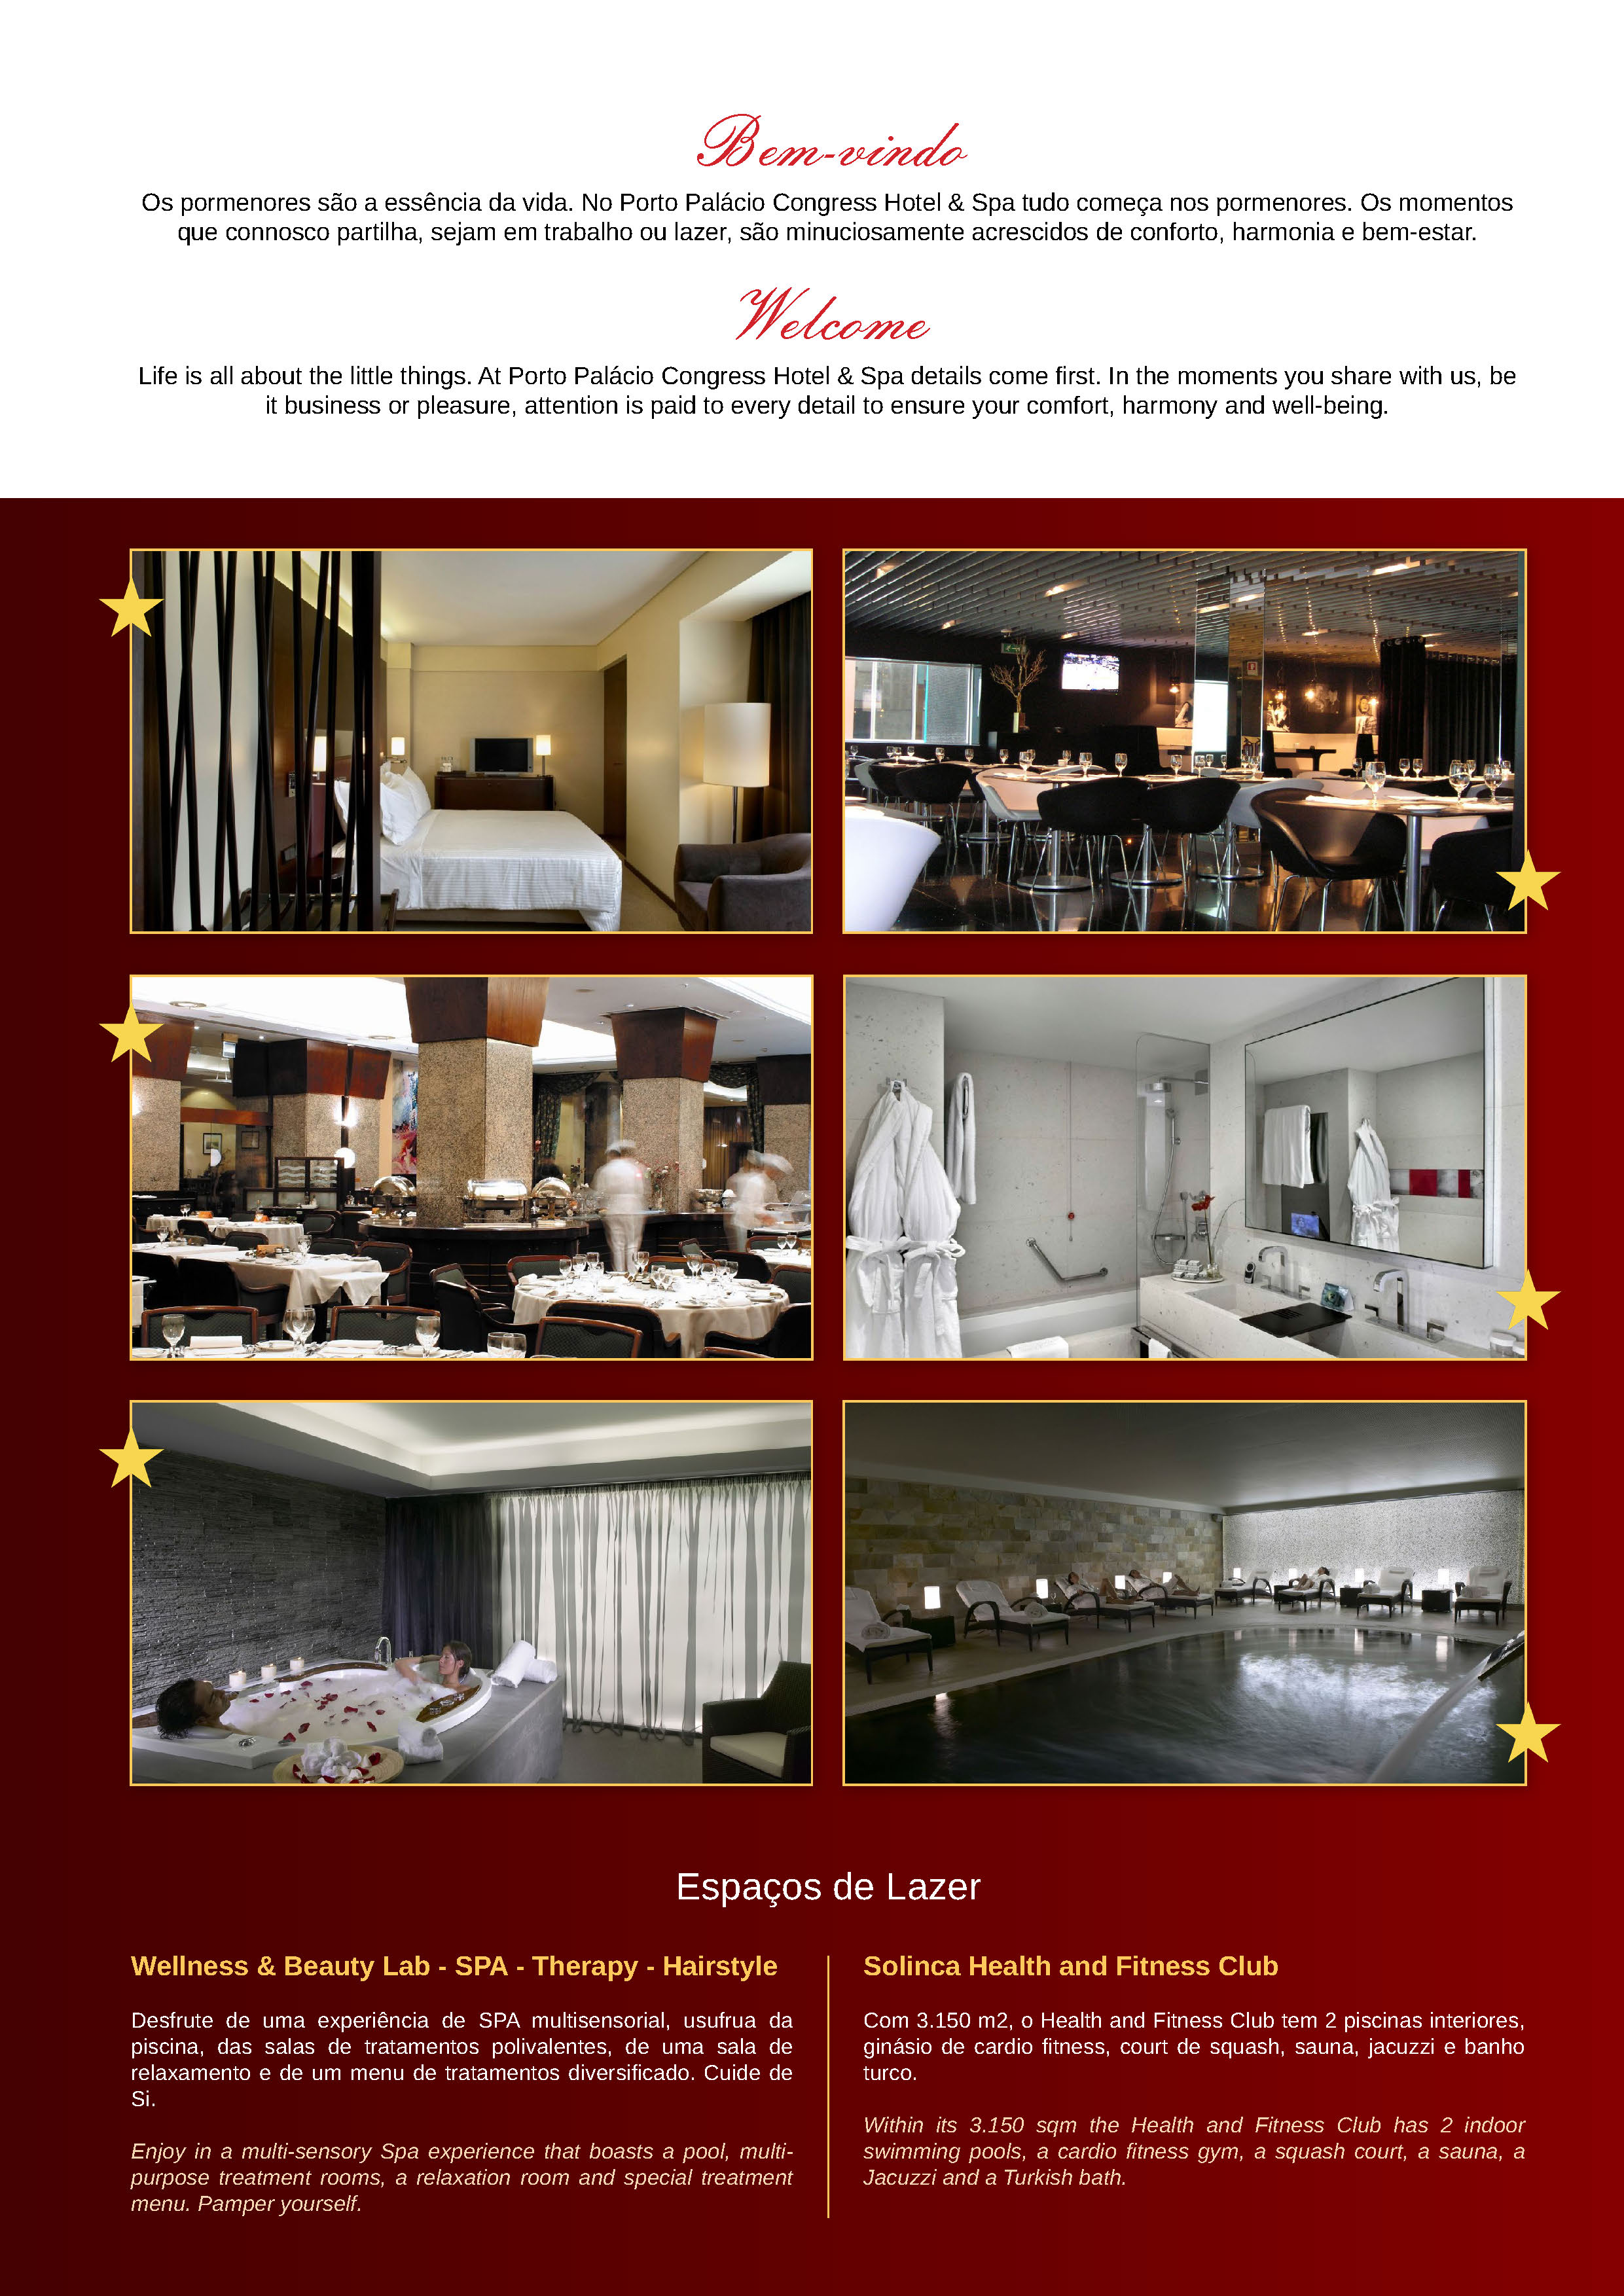 Bem-vindo
Os pormenores são a essência da vida. No Porto Palácio Congress Hotel & Spa tudo começa nos pormenores. Os momentos
que connosco partilha, sejam em trabalho ou lazer, são minuciosamente acrescidos de conforto, harmonia e bem-estar.
Welcome
Life is all about the little things. At Porto Palácio Congress Hotel & Spa details come first. In the moments you share with us, be
it business or pleasure, attention is paid to every detail to ensure your comfort, harmony and well-being.
Espaços de Lazer
Wellness & Beauty Lab - SPA - Therapy - Hairstyle
Desfrute de uma experiência de SPA multisensorial, usufrua da
piscina, das salas de tratamentos polivalentes, de uma sala de
relaxamento e de um menu de tratamentos diversificado. Cuide de
Si.
Enjoy in a multi-sensory Spa experience that boasts a pool, multi-
purpose treatment rooms, a relaxation room and special treatment
menu. Pamper yourself.
Solinca Health and Fitness Club
Com 3.150 m2, o Health and Fitness Club tem 2 piscinas interiores,
ginásio de cardio fitness, court de squash, sauna, jacuzzi e banho
turco.
Within its 3.150 sqm the Health and Fitness Club has 2 indoor
swimming pools, a cardio fitness gym, a squash court, a sauna, a
Jacuzzi and a Turkish bath.